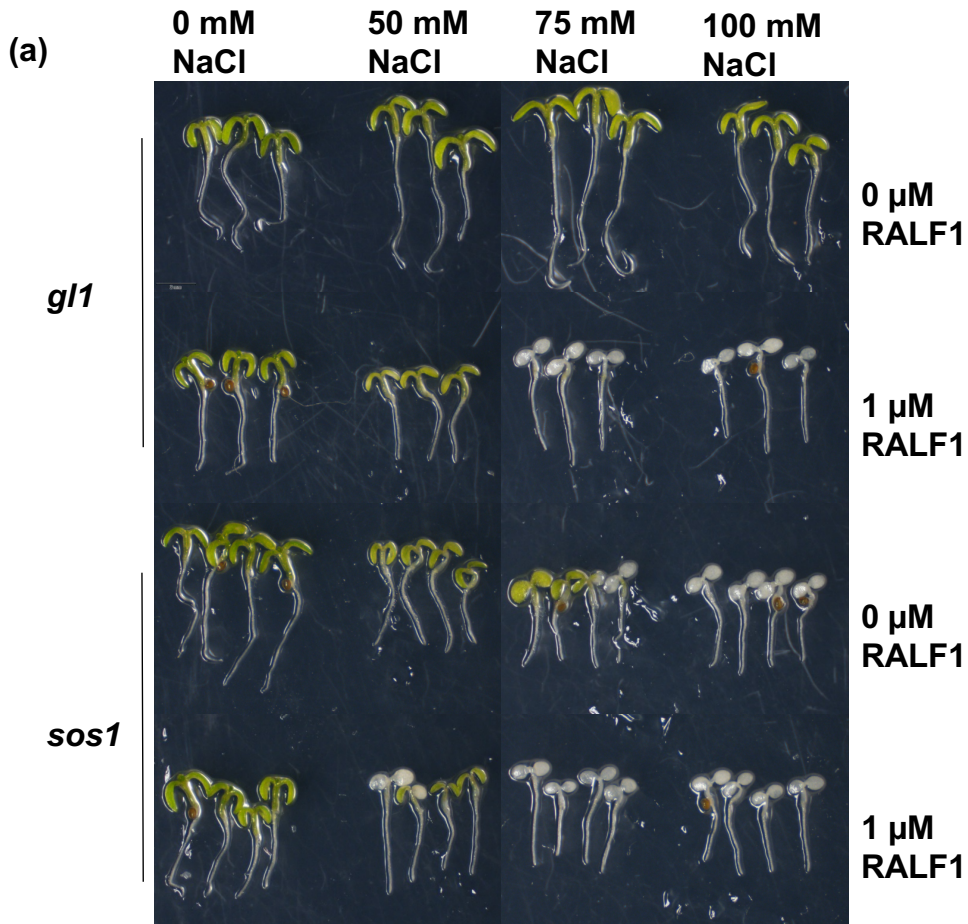 (a)
0 mM
NaCl
50 mM
NaCl
75 mM
NaCl
100 mM
NaCl
gl1
0 µM
RALF1
1 µM
RALF1
sos1
0 µM
RALF1
1 µM
RALF1